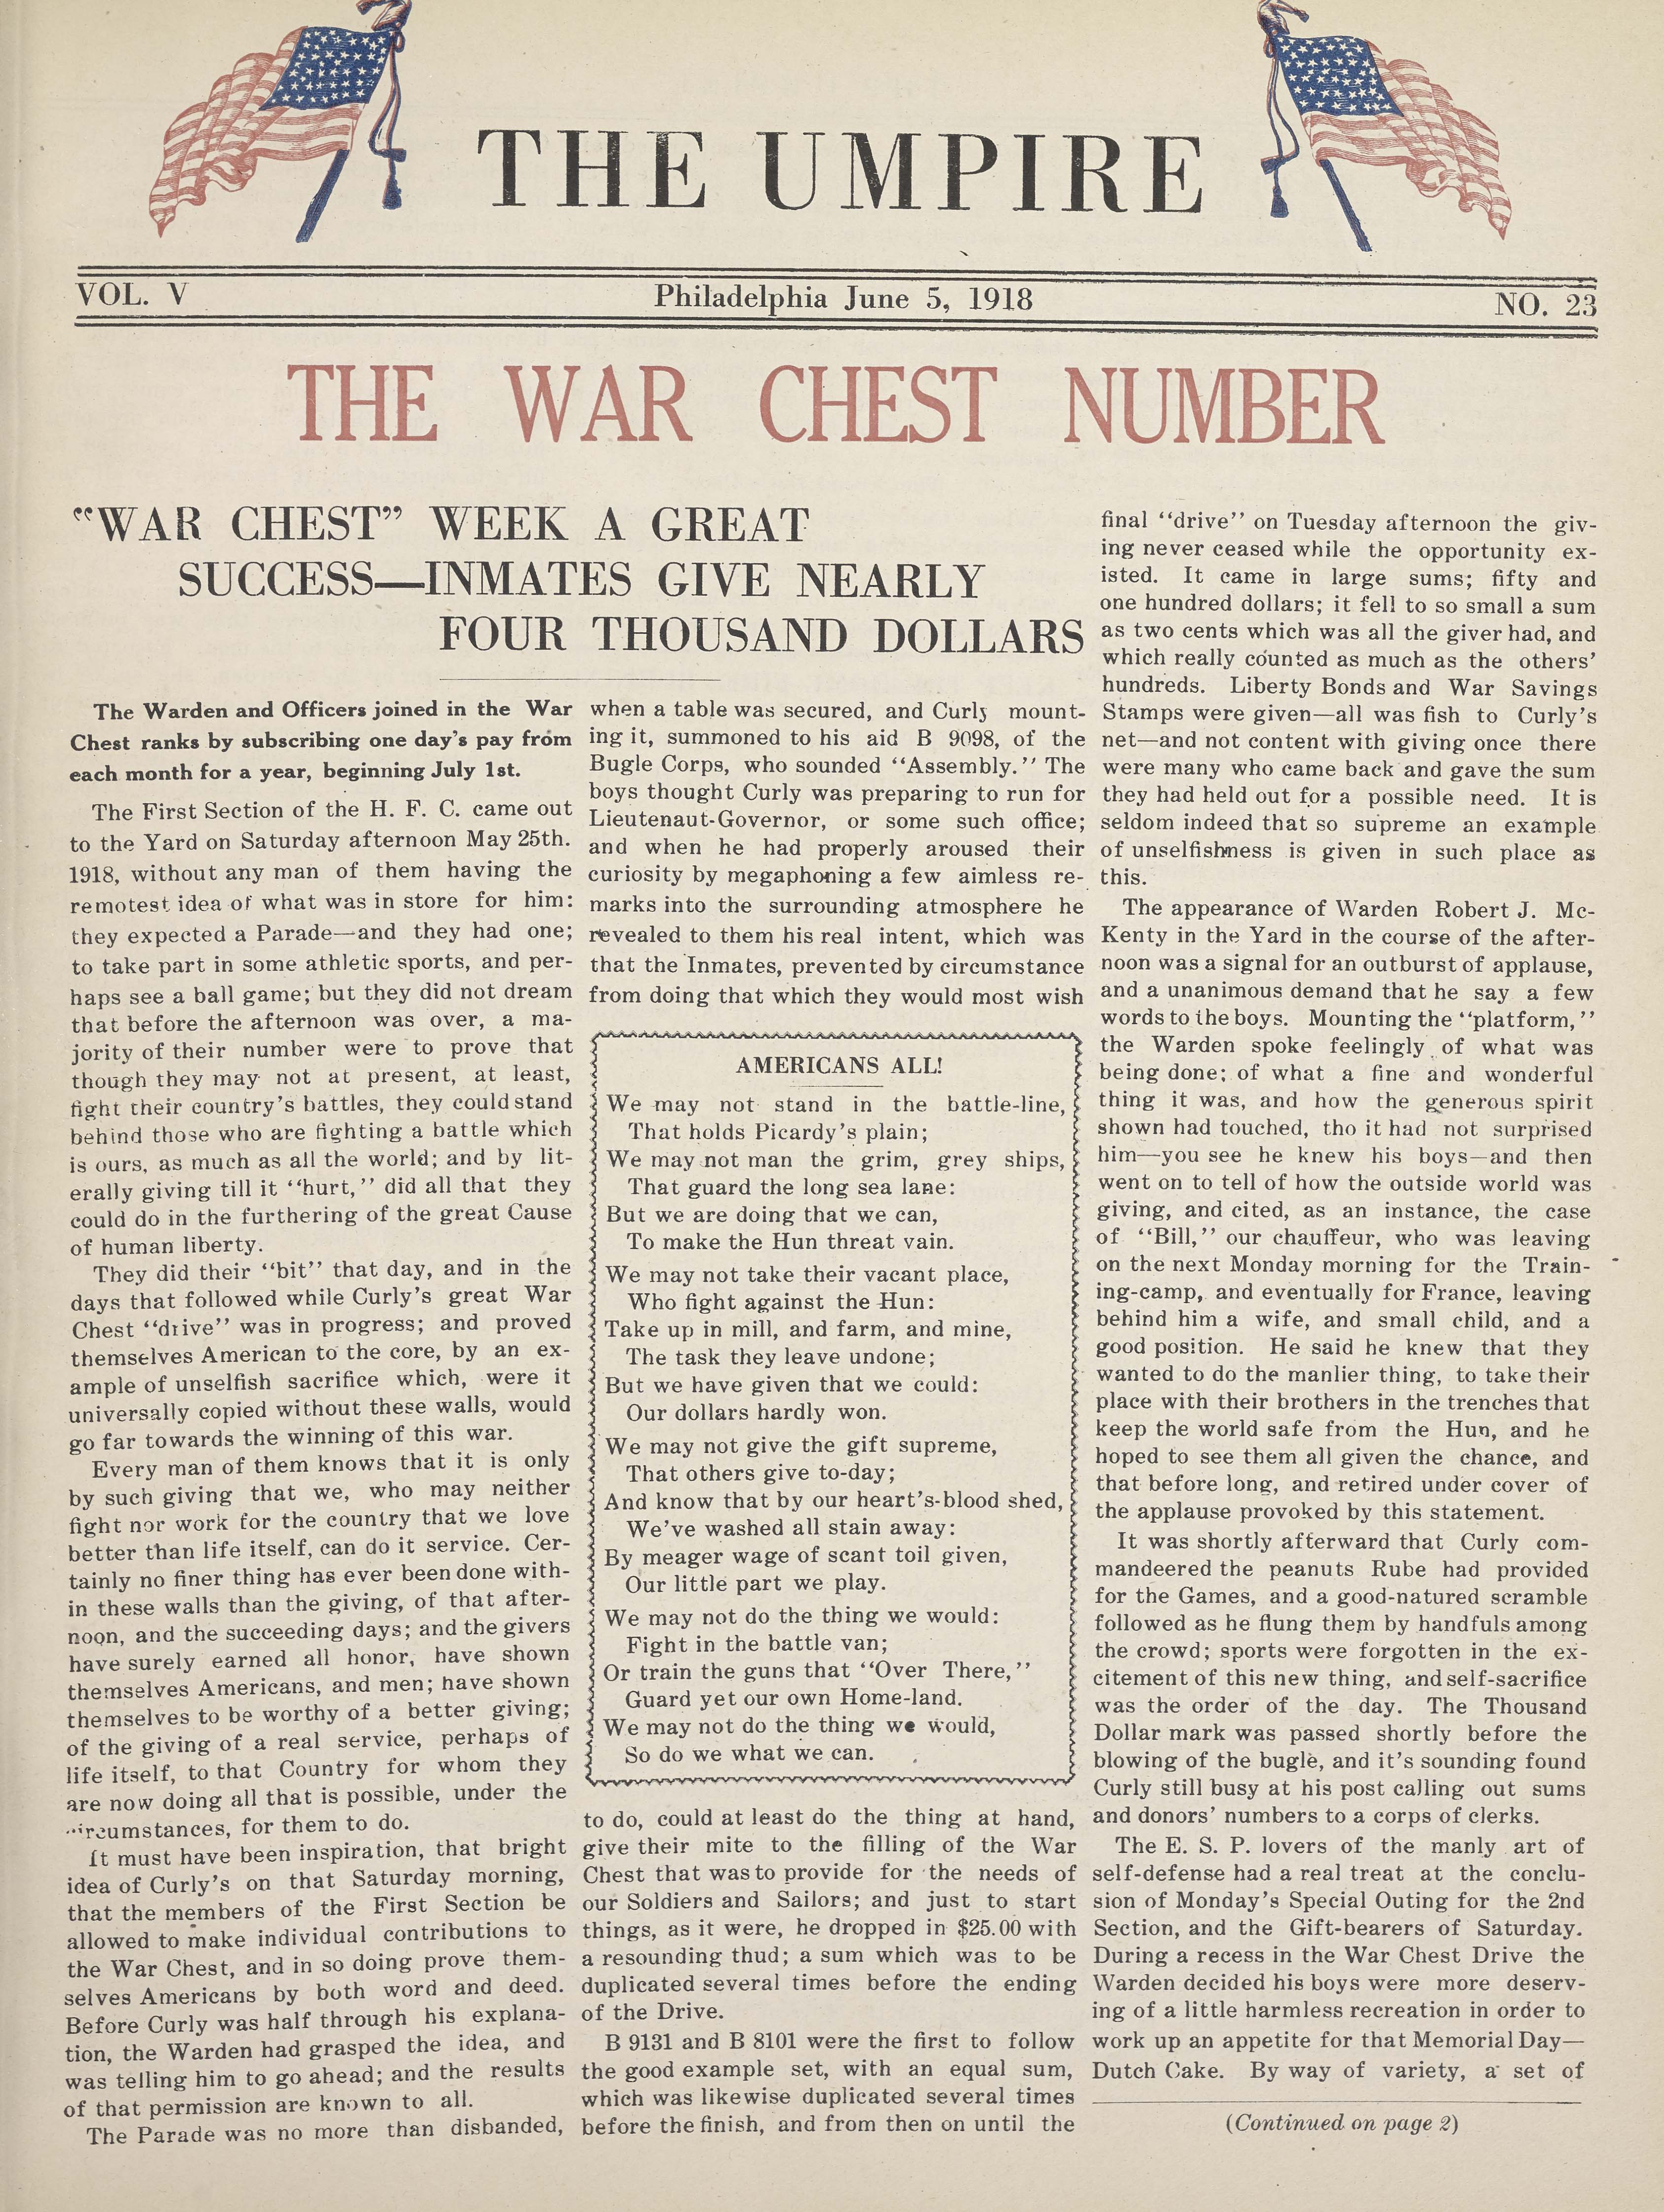 THE UMPIRE
VOL. V
Philadelphia June 5, 1918
NO. 23
THE WAR CHEST NUMBER
"WAR CHEST" WEEK A GREAT
SUCCESS—INMATES GIVE NEARLY
FOUR THOUSAND DOLLARS
The Warden and Officers joined in the War
Chest ranks by subscribing one day's pay from
each month for a year, beginning July 1st.
The First Section of the H. F. C. came out
to the Yard on Saturday afternoon May 25th.
1918, without any man of them having the
remotest idea of what was in store for him:
they expected a Parade—and they had one;
to take part in some athletic sports, and per-
haps see a ball game; but they did not dream
that before the afternoon was over, a ma-
jority of their number were to prove that
though they may not at present, at least,
fight their country's battles, they could stand
behind those who are fighting a battle which
is ours, as much as all the world; and by lit-
erally giving till it "hurt," did all that they
could do in the furthering of the great Cause
of human liberty.
They did their "bit" that day, and in the
days that followed while Curly's great War
Chest "drive" was in progress; and proved
themselves American to the core, by an ex-
ample of unselfish sacrifice which, were it
universally copied without these walls, would
go far towards the winning of this war.
Every man of them knows that it is only
by such giving that we, who may neither
fight nor work for the country that we love
better than life itself, can do it service. Cer-
tainly no finer thing has ever been done with-
in these walls than the giving, of that after-
noon, and the succeeding days; and the givers
have surely earned all honor, have shown
themselves Americans, and men; have shown
themselves to be worthy of a better giving;
of the giving of a real service, perhaps of
life itself, to that Country for whom they
are now doing all that is possible, under the
circumstances, for them to do.
It must have been inspiration, that bright
idea of Curly's on that Saturday morning,
that the members of the First Section be
allowed to make individual contributions to
the War Chest, and in so doing prove them-
selves Americans by both word and deed.
Before Curly was half through his explana-
tion, the Warden had grasped the idea, and
was telling him to go ahead; and the results
of that permission are known to all.
The Parade was no more than disbanded,
when a table was secured, and Curly mount-
ing it, summoned to his aid B 9098, of the
Bugle Corps, who sounded "Assembly." The
boys thought Curly was preparing to run for
Lieutenaut-Governor, or some such office;
and when he had properly aroused their
curiosity by megaphoning a few aimless re-
marks into the surrounding atmosphere he
revealed to them his real intent, which was
that the Inmates, prevented by circumstance
from doing that which they would most wish
AMERICANS ALL!
We may not stand in the battle-line,
That holds Picardy's plain;
We may not man the grim, grey ships,
That guard the long sea lane:
But we are doing that we can,
To make the Hun threat vain.
We may not take their vacant place,
Who fight against the Hun:
Take up in mill, and farm, and mine,
The task they leave undone;
But we have given that we could:
Our dollars hardly won.
We may not give the gift supreme,
That others give to-day;
And know that by our heart's-blood shed,
We've washed all stain away:
By meager wage of scant toil given,
Our little part we play.
We may not do the thing we would:
Fight in the battle van;
Or train the guns that "Over There,"
Guard yet our own Home-land.
We may not do the thing we would,
So do we what we can.
to do, could at least do the thing at hand,
give their mite to the filling of the War
Chest that was to provide for the needs of
our Soldiers and Sailors; and just to start
things, as it were, he dropped in $25.00 with
a resounding thud; a sum which was to be
duplicated several times before the ending
of the Drive.
B 9131 and B 8101 were the first to follow
the good example set, with an equal sum,
which was likewise duplicated several times
before the finish, and from then on until the
final "drive" on Tuesday afternoon the giv-
ing never ceased while the opportunity ex-
isted. It came in large sums; fifty and
one hundred dollars; it fell to so small a sum
as two cents which was all the giver had, and
which really counted as much as the others'
hundreds. Liberty Bonds and War Savings
Stamps were given—all was fish to Curly's
net—and not content with giving once there
were many who came back and gave the sum
they had held out for a possible need. It is
seldom indeed that so supreme an example
of unselfishness is given in such place as
this.
The appearance of Warden Robert J. Mc-
Kenty in the Yard in the course of the after-
noon was a signal for an outburst of applause,
and a unanimous demand that he say a few
words to the boys. Mounting the "platform,"
the Warden spoke feelingly of what was
being done; of what a fine and wonderful
thing it was, and how the generous spirit
shown had touched, tho it had not surprised
him—you see he knew his boys—and then
went on to tell of how the outside world was
giving, and cited, as an instance, the case
of "Bill," our chauffeur, who was leaving
on the next Monday morning for the Train-
ing-camp, and eventually for France, leaving
behind him a wife, and small child, and a
good position. He said he knew that they
wanted to do the manlier thing, to take their
place with their brothers in the trenches that
keep the world safe from the Hun, and he
hoped to see them all given the chance, and
that before long, and retired under cover of
the applause provoked by this statement.
It was shortly afterward that Curly com-
mandeered the peanuts Rube had provided
for the Games, and a good-natured scramble
followed as he flung them by handfuls among
the crowd; sports were forgotten in the ex-
citement of this new thing, and self-sacrifice
was the order of the day. The Thousand
Dollar mark was passed shortly before the
blowing of the bugle, and it's sounding found
Curly still busy at his post calling out sums
and donors' numbers to a corps of clerks.
The E. S. P. lovers of the manly art of
self-defense had a real treat at the conclu-
sion of Monday's Special Outing for the 2nd
Section, and the Gift-bearers of Saturday.
During a recess in the War Chest Drive the
Warden decided his boys were more deserv-
ing of a little harmless recreation in order to
work up an appetite for that Memorial Day—
Dutch Cake. By way of variety, a set of
(Continued on page 2)